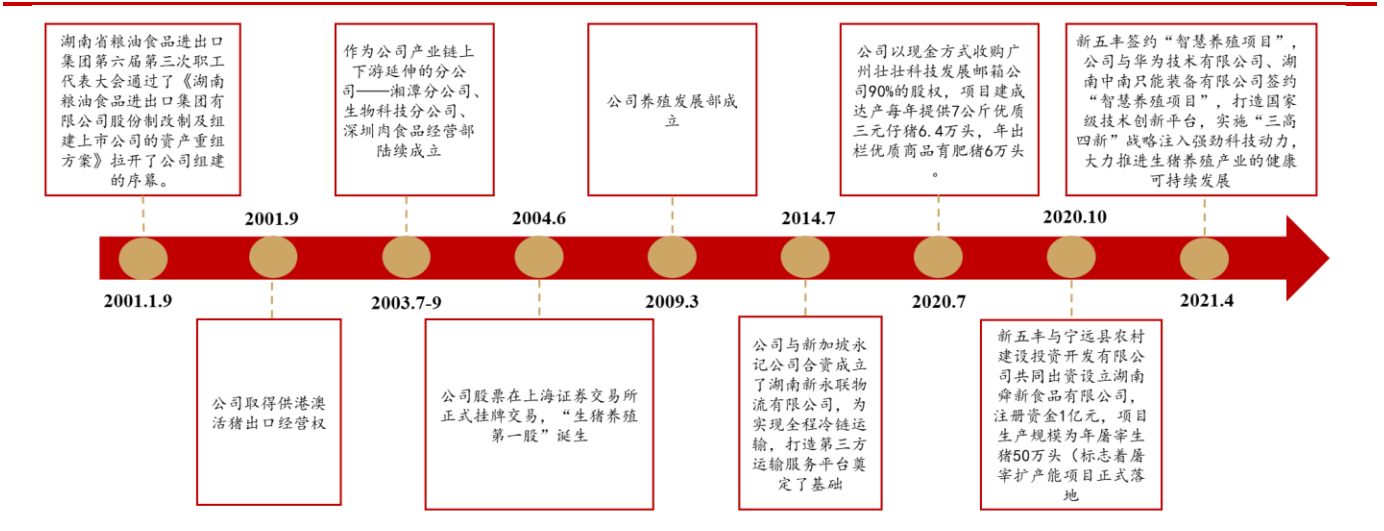 湖南省粮油食品进出口
集团第六届第三次职工
代表大会通过了《湖南
粮油食品进出口集团有
限公司股份制改制及组
建上市公司的资产重组
方案》拉开了公司组建
的序幕。
作为公司产业链上
下游延伸的分公
司——湘潭分公司、
生物科技分公司、
深圳肉食品经营部
陆续成立
公司养殖发展部成
立
公司以现金方式收购广
州壮壮科技发展邮箱公
司90%的股权，项目建成
达产每年提供7公斤优质
三元仔猪6.4万头，年出
栏优质商品育肥猪6万头
。
新五丰签约“智慧养殖项目”，
公司与华为技术有限公司、湖
南中南只能装备有限公司签约
“智慧养殖项目”，打造国家
级技术创新平台，实施“三高
四新”战略注入强劲科技动力，
大力推进生猪养殖产业的健康
可持续发展
2001.9
2004.6
2014.7
2020.10
2001.1.9
2003.7-9
2009.3
2020.7
2021.4
公司取得供港澳
活猪出口经营权
公司股票在上海证券交易所
正式挂牌交易，“生猪养殖
第一股”诞生
公司与新加坡永
记公司合资成立
了湖南新永联物
流有限公司，为
实现全程冷链运
输，打造第三方
运输服务平台奠
定了基础
新五丰与宁远县农村
建设投资开发有限公
司共同出资设立湖南
舜新食品有限公司，
注册资金1亿元，项目
生产规模为年屠宰生
猪50万头（标志着屠
宰扩产能项目正式落
地